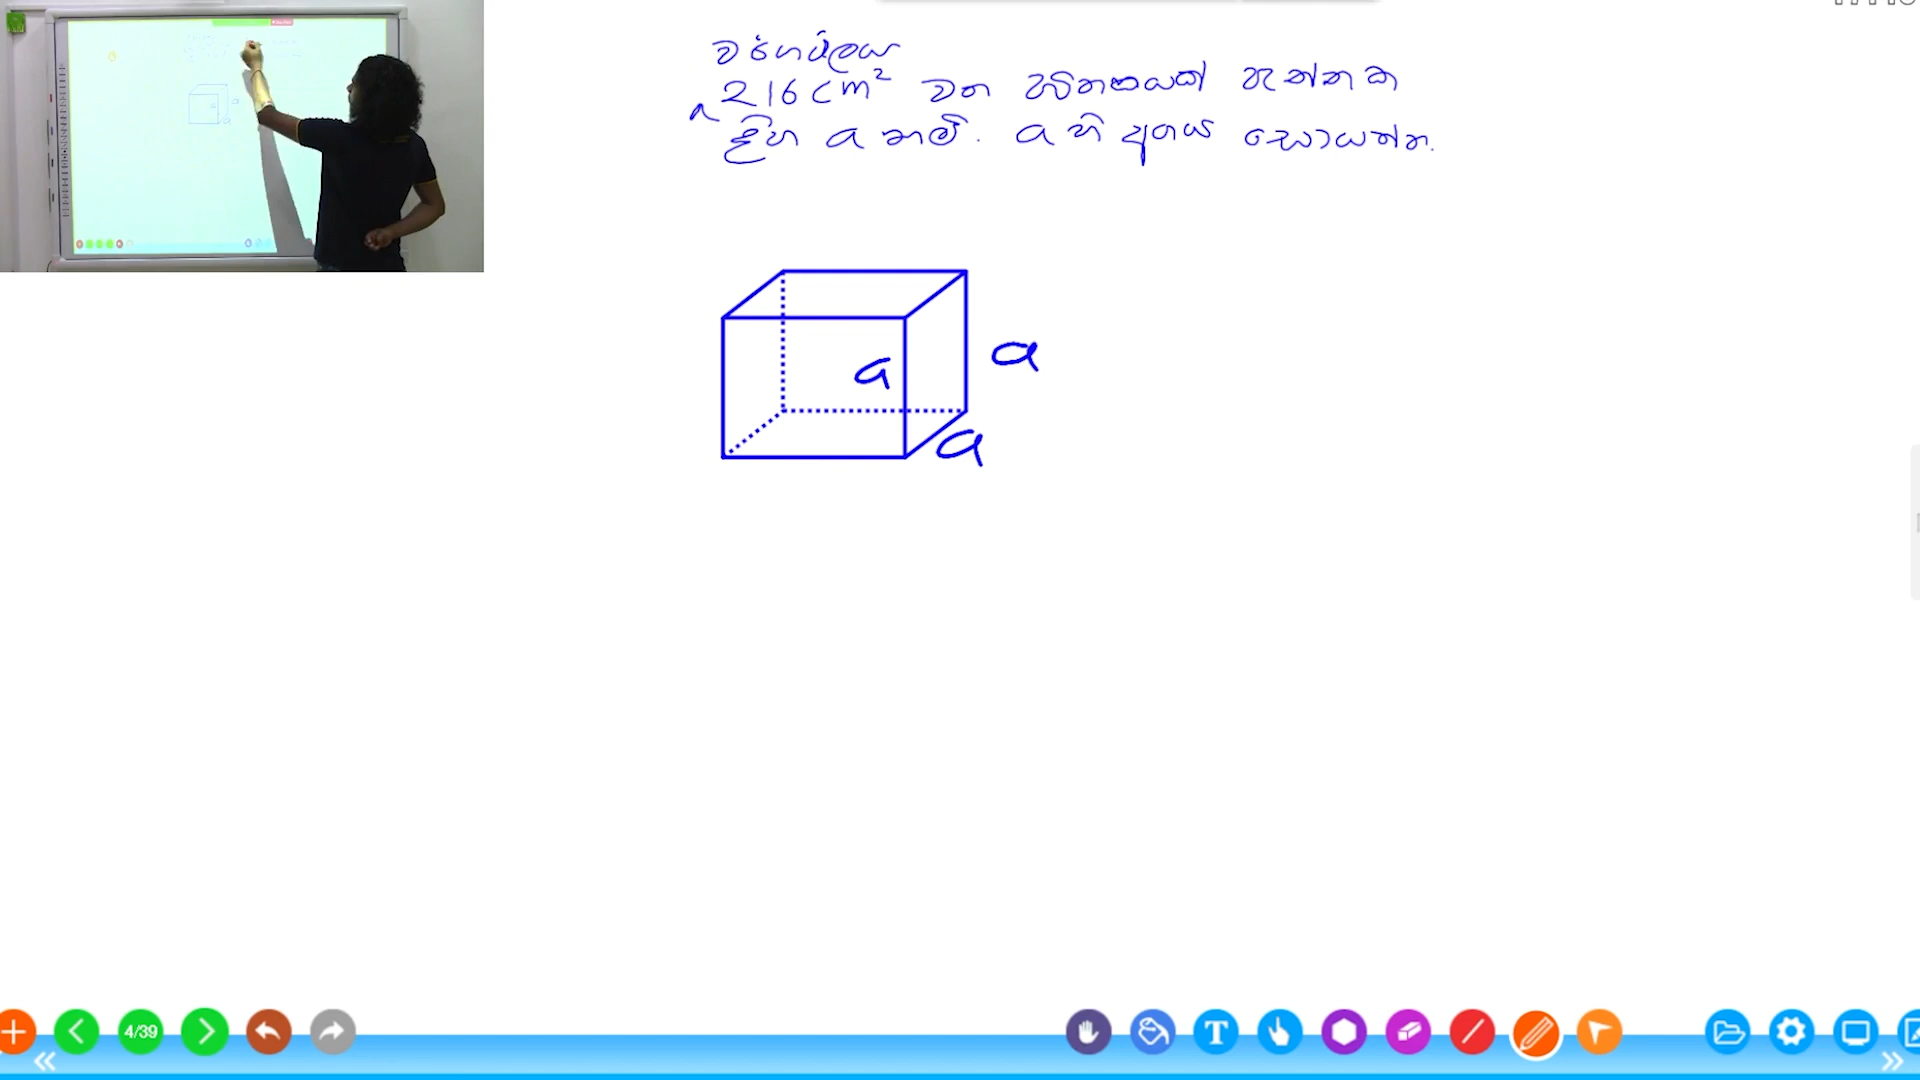 වර්ගඵලය
216 cm² වන ඝනකයක් පැත්තක
දිග a නම්. a හි අගය සොයන්න.
a
a
a
4/39
T